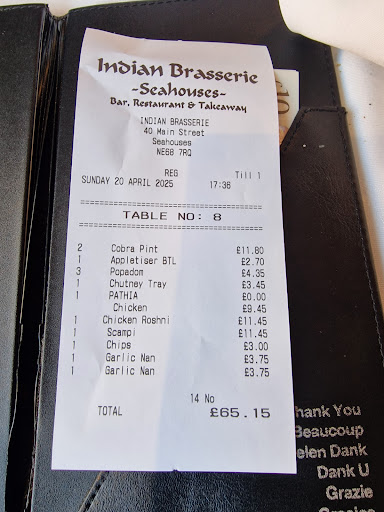 Indian Brasserie
-Seahouses-
Bar, Restaurant & Takeaway
INDIAN BRASSERIE
40 Main Street
Seahouses
NE68 7RQ
REG Till 1
SUNDAY 20 APRIL 2025 17:36
TABLE NO: 8
2 Cobra Pint £11.80
1 Appletiser BTL £2.70
3 Popadom £4.35
1 Chutney Tray £3.45
1 PATHIA £0.00
Chicken £9.45
1 Chicken Roshni £11.45
1 Scampi £11.45
1 Chips £3.00
1 Garlic Nan £3.75
1 Garlic Nan £3.75
14 No
TOTAL £65.15
hank You
Beaucoup
elen Dank
Dank U
Grazie